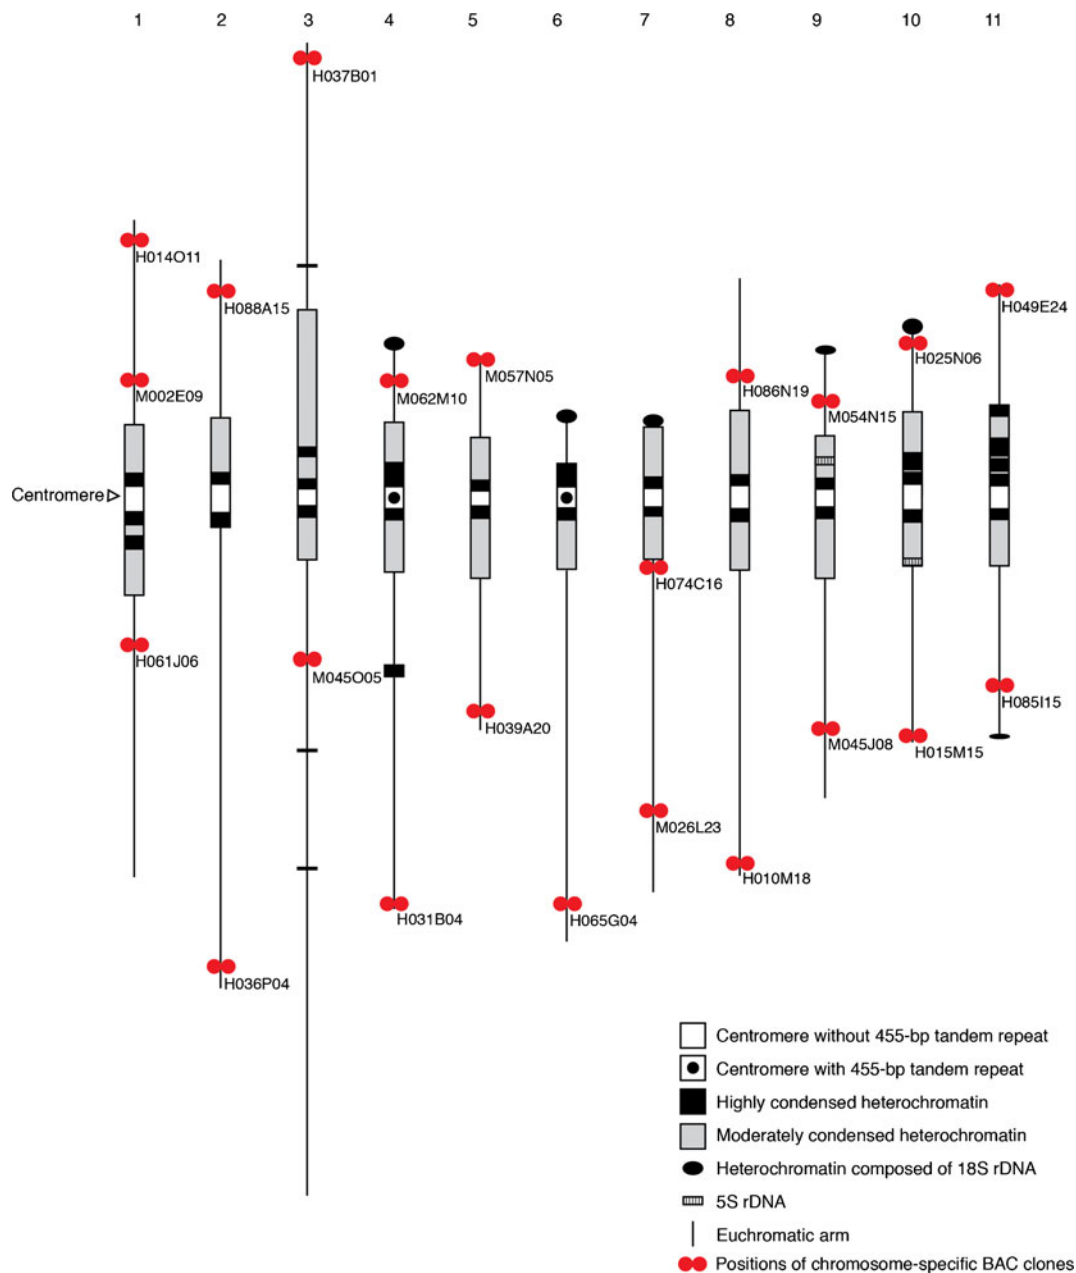 1 2 3 4 5 6 7 8 9 10 11
H037B01
H014O11
H088A15
H049E24
H025N06
M057N05
H086N19
M002E09
M062M10
M054N15
Centromere
H074C16
H061J06
M045O05
H085I15
H039A20
M045J08
H015M15
M026L23
H010M18
H031B04
H065G04
H036P04
Centromere without 455-bp tandem repeat
Centromere with 455-bp tandem repeat
Highly condensed heterochromatin
Moderately condensed heterochromatin
Heterochromatin composed of 18S rDNA
5S rDNA
Euchromatic arm
Positions of chromosome-specific BAC clones